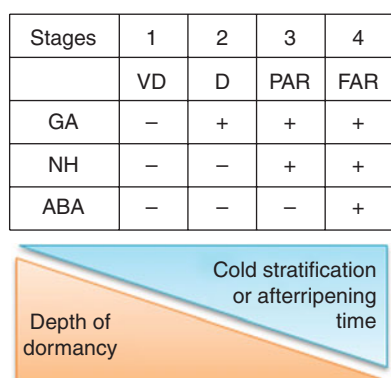 Stages 1 2 3 4
VD D PAR FAR
GA – + + +
NH – – + +
ABA – – – +
Cold stratification
or afterripening
time
Depth of
dormancy